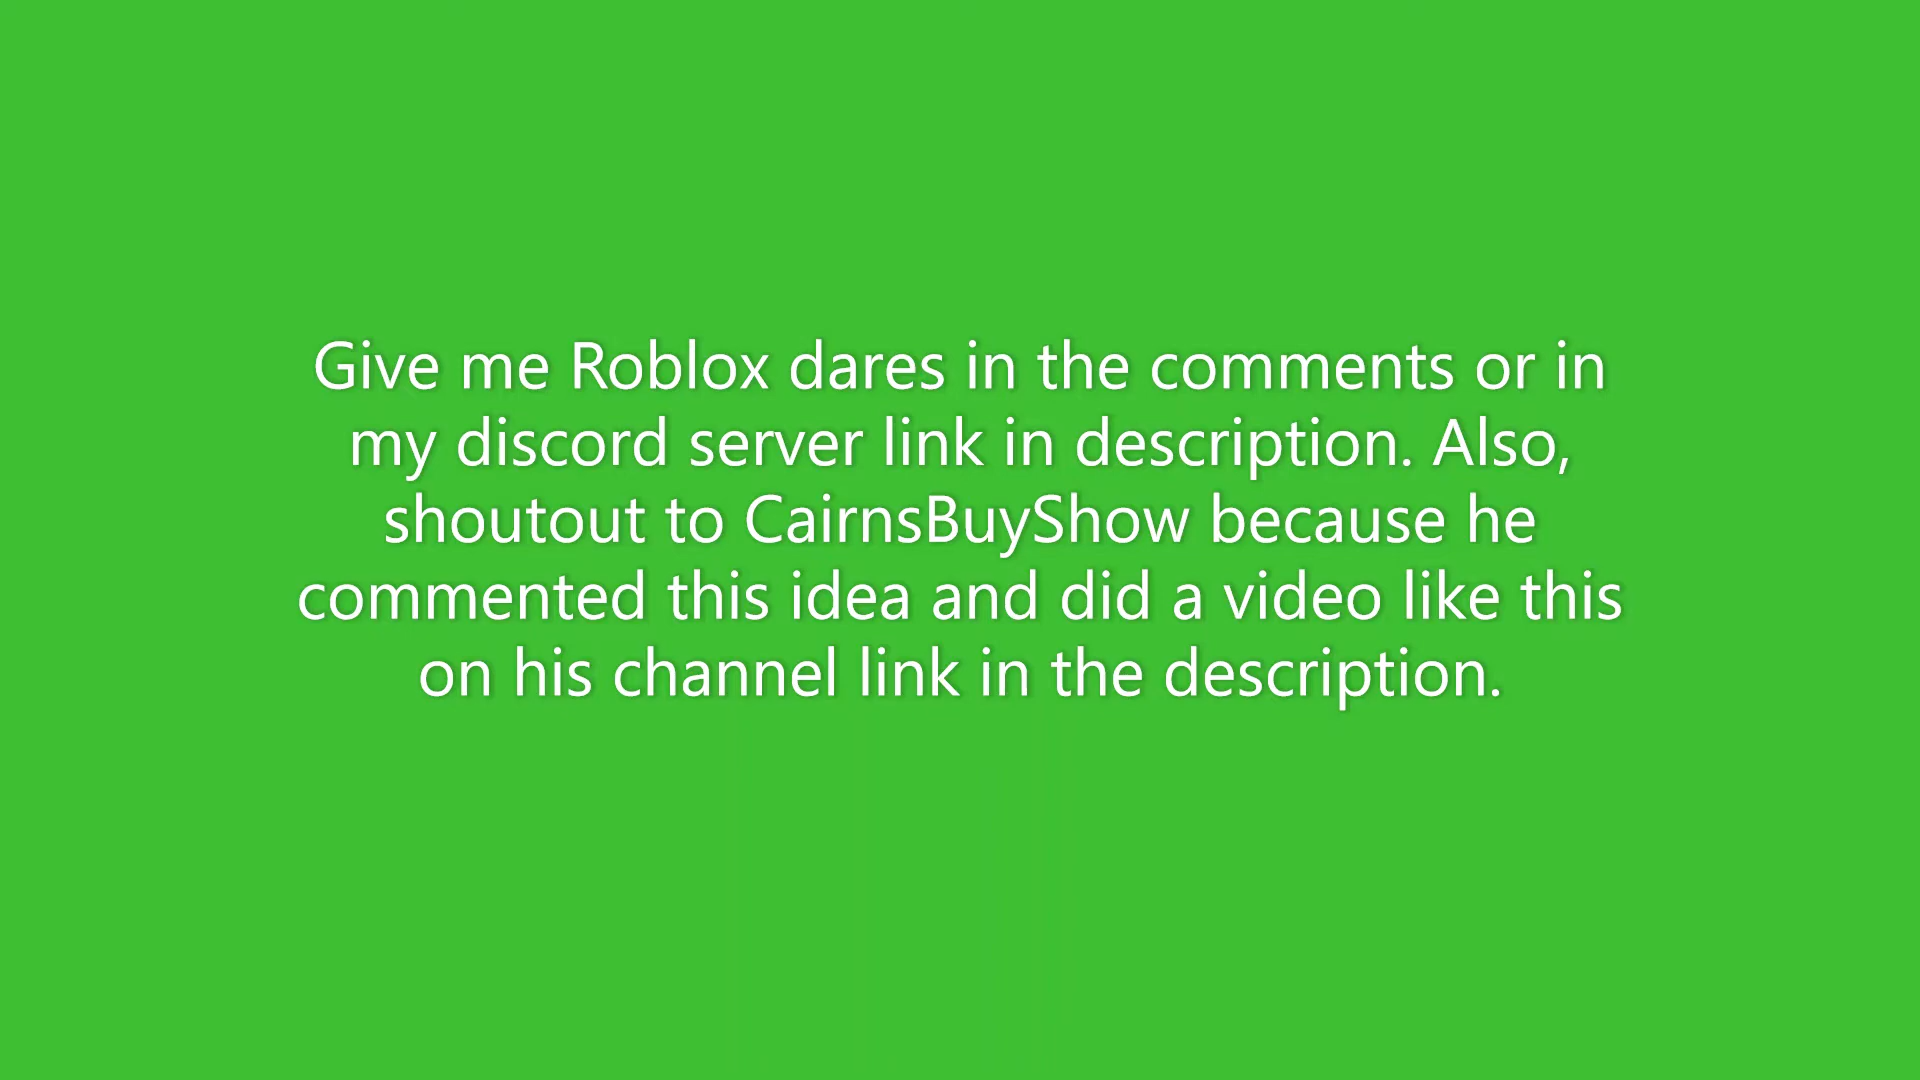 Give me Roblox dares in the comments or in
my discord server link in description. Also,
shoutout to CairnsBuyShow because he
commented this idea and did a video like this
on his channel link in the description.